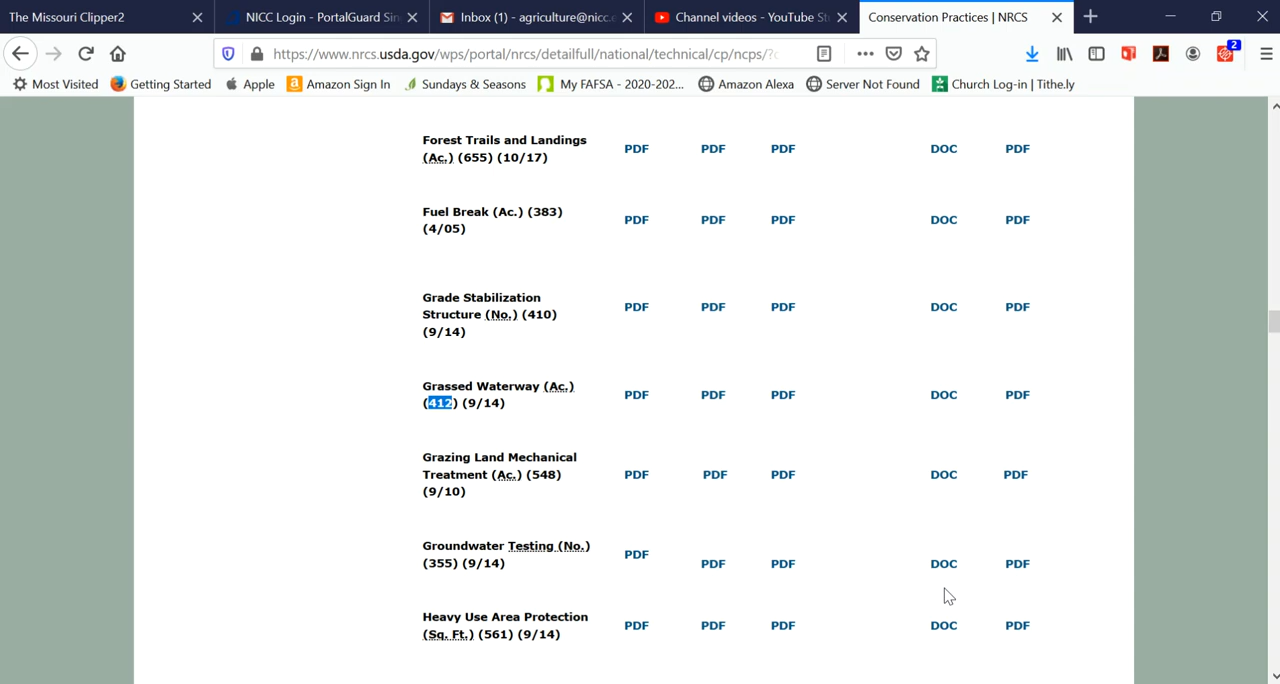 The Missouri Clipper2
NICC Login - PortalGuard Sin
Inbox (1) - agriculture@nicc.e
Channel videos - YouTube St
Conservation Practices | NRCS
https://www.nrcs.usda.gov/wps/portal/nrcs/detailfull/national/technical/cp/ncps/?c
2
Most Visited Getting Started Apple Amazon Sign In Sundays & Seasons My FAFSA - 2020-202... Amazon Alexa Server Not Found Church Log-in | Tithe.ly
Forest Trails and Landings
(Ac.) (655) (10/17)
PDF PDF PDF DOC PDF
Fuel Break (Ac.) (383)
(4/05)
PDF PDF PDF DOC PDF
Grade Stabilization
Structure (No.) (410)
(9/14)
PDF PDF PDF DOC PDF
Grassed Waterway (Ac.)
(412) (9/14)
PDF PDF PDF DOC PDF
Grazing Land Mechanical
Treatment (Ac.) (548)
(9/10)
PDF PDF PDF DOC PDF
Groundwater Testing (No.)
(355) (9/14)
PDF PDF PDF DOC PDF
Heavy Use Area Protection
(Sq. Ft.) (561) (9/14)
PDF PDF PDF DOC PDF